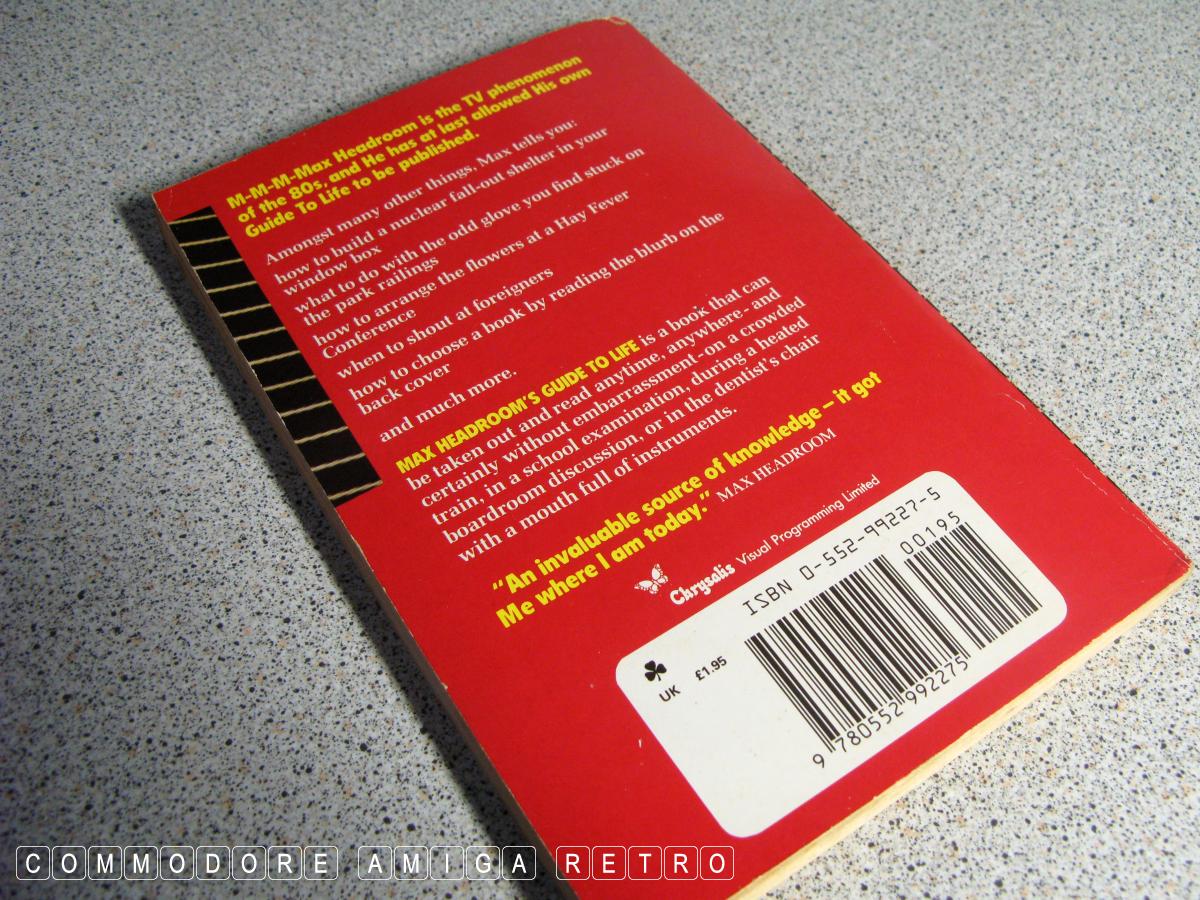 M-M-M-Max Headroom is the TV phenomenon
of the 80s, and He has at last allowed His own
Guide To Life to be published.
Amongst many other things, Max tells you:
how to build a nuclear fall-out shelter in your
window box
what to do with the odd glove you find stuck on
the park railings
how to arrange the flowers at a Hay Fever
Conference
when to shout at foreigners
how to choose a book by reading the blurb on the
back cover
and much more.
MAX HEADROOM'S GUIDE TO LIFE is a book that can
be taken out and read anytime, anywhere - and
certainly without embarrassment - on a crowded
train, in a school examination, during a heated
boardroom discussion, or in the dentist's chair
with a mouth full of instruments.
“An invaluable source of knowledge – it got
Me where I am today.” MAX HEADROOM
Chrysalis Visual Programming Limited
ISBN 0-552-99227-5
00195
UK £1.95
9 780552 992275
COMMODORE AMIGA RETRO